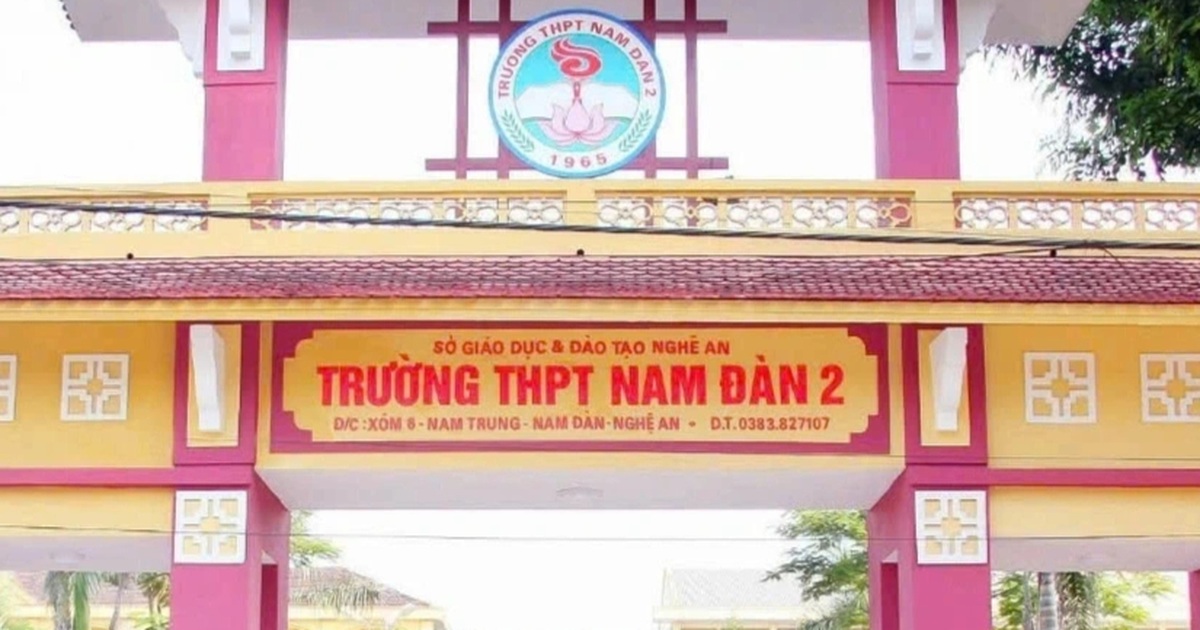 TRƯỜNG THPT NAM ĐÀN 2
1965
SỞ GIÁO DỤC & ĐÀO TẠO NGHỆ AN
TRƯỜNG THPT NAM ĐÀN 2
Đ/C : XÓM 6 - NAM TRUNG - NAM ĐÀN - NGHỆ AN - Đ.T. 0383.827107